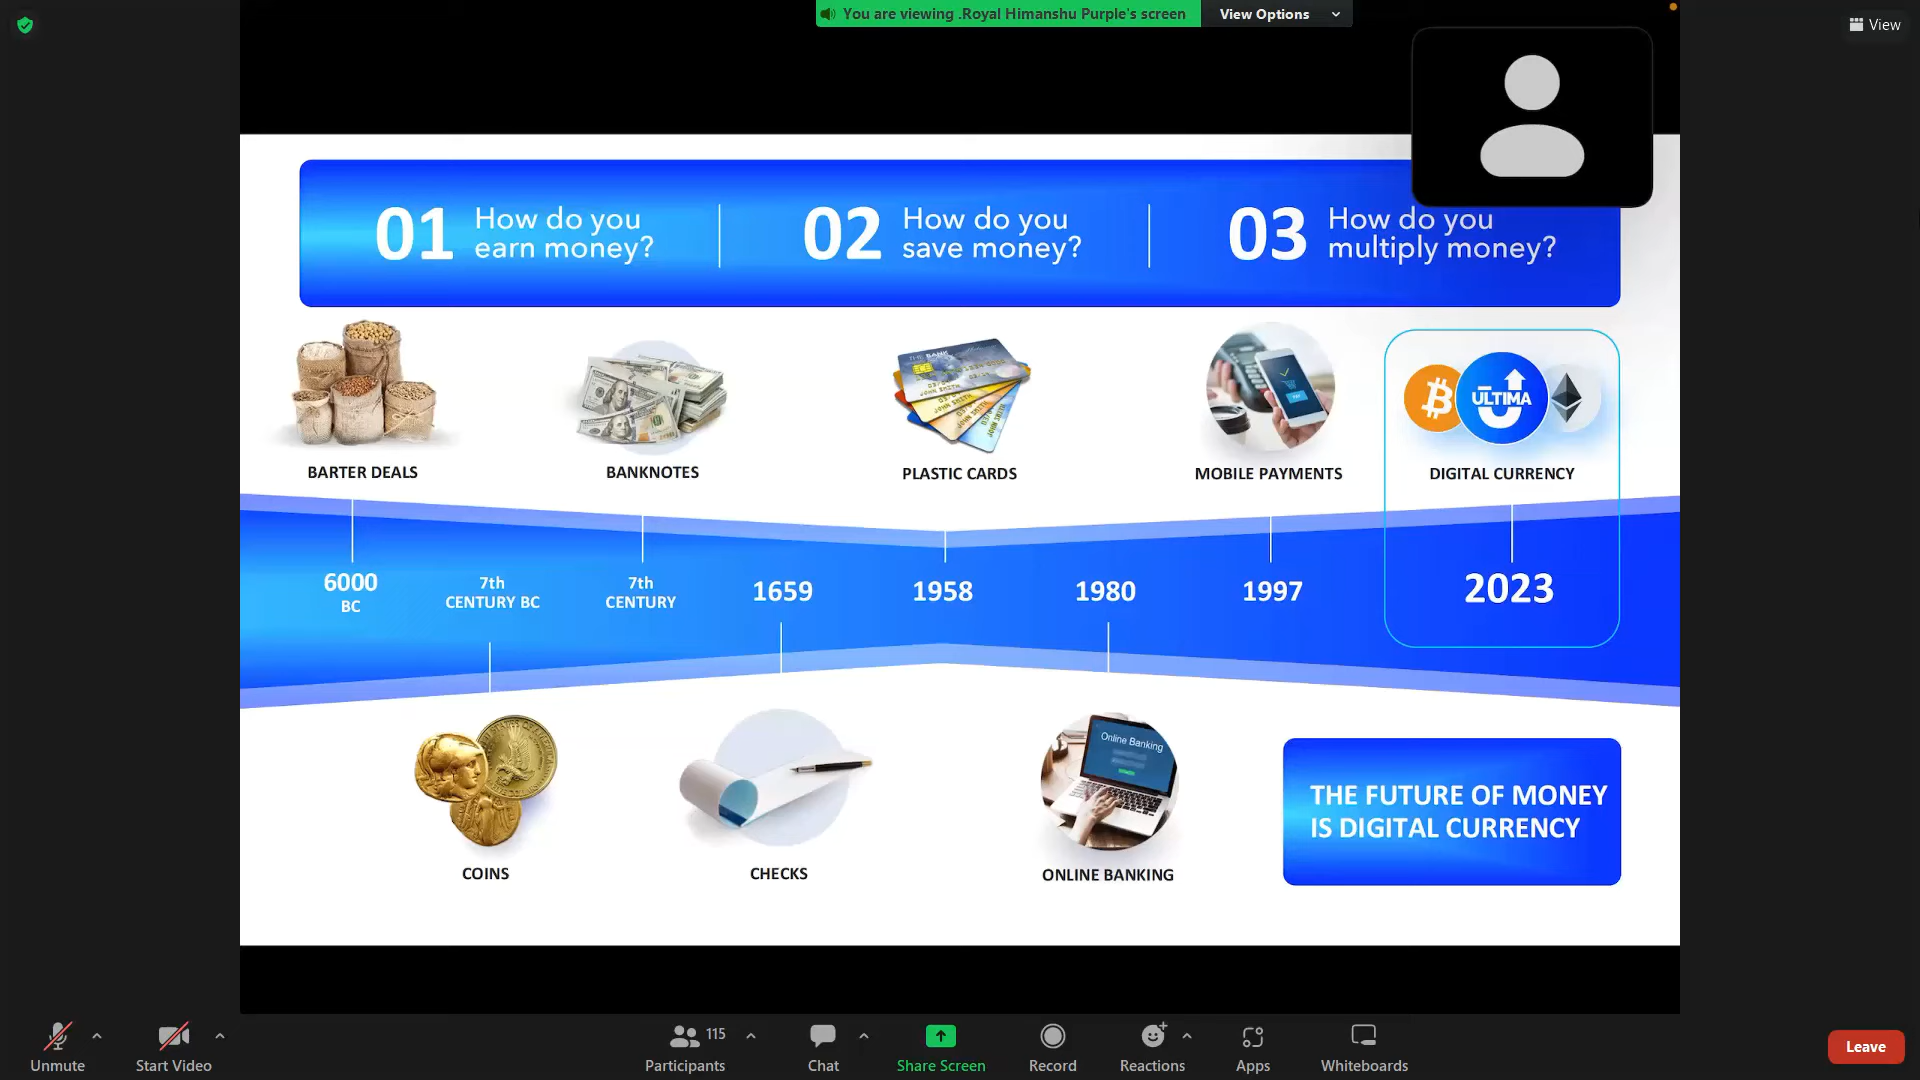 You are viewing .Royal Himanshu Purple's screen
View Options
View
01 How do you earn money?
02 How do you save money?
03 How do you multiply money?
BARTER DEALS
BANKNOTES
PLASTIC CARDS
MOBILE PAYMENTS
ULTIMA
DIGITAL CURRENCY
6000 BC
7th CENTURY BC
7th CENTURY
1659
1958
1980
1997
2023
Online Banking
COINS
CHECKS
ONLINE BANKING
THE FUTURE OF MONEY
IS DIGITAL CURRENCY
Unmute
Start Video
115
Participants
Chat
Share Screen
Record
Reactions
Apps
Whiteboards
Leave